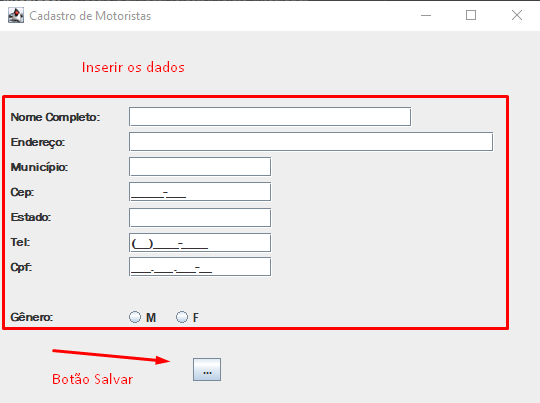 Cadastro de Motoristas
Inserir os dados
Nome Completo:
Endereço:
Município:
Cep: _____-___
Estado:
Tel: (__)____-____
Cpf: ___.___.___-__
Gênero: M F
...
Botão Salvar